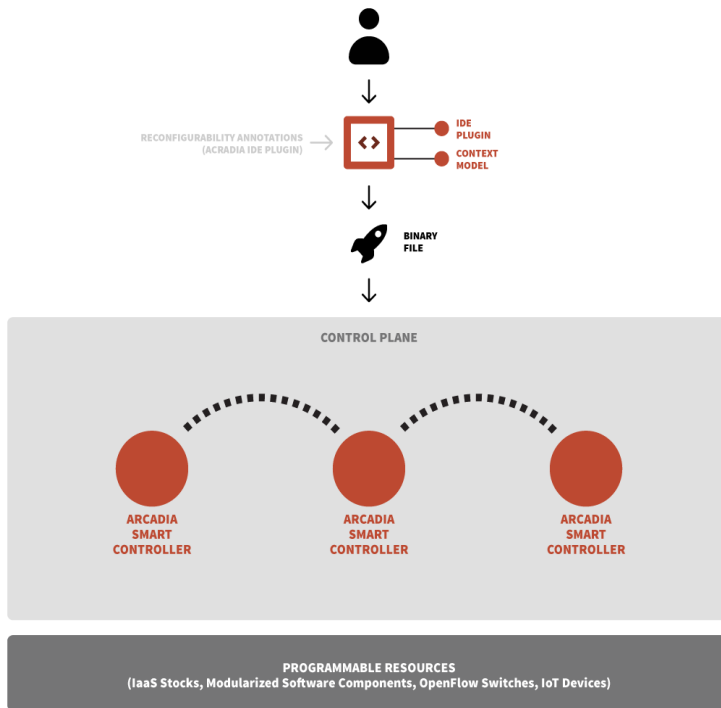 IDE
PLUGIN
RECONFIGURABILITY ANNOTATIONS
(ACRADIA IDE PLUGIN)
CONTEXT
MODEL
BINARY
FILE
CONTROL PLANE
ARCADIA
SMART
CONTROLLER
ARCADIA
SMART
CONTROLLER
ARCADIA
SMART
CONTROLLER
PROGRAMMABLE RESOURCES
(IaaS Stocks, Modularized Software Components, OpenFlow Switches, IoT Devices)